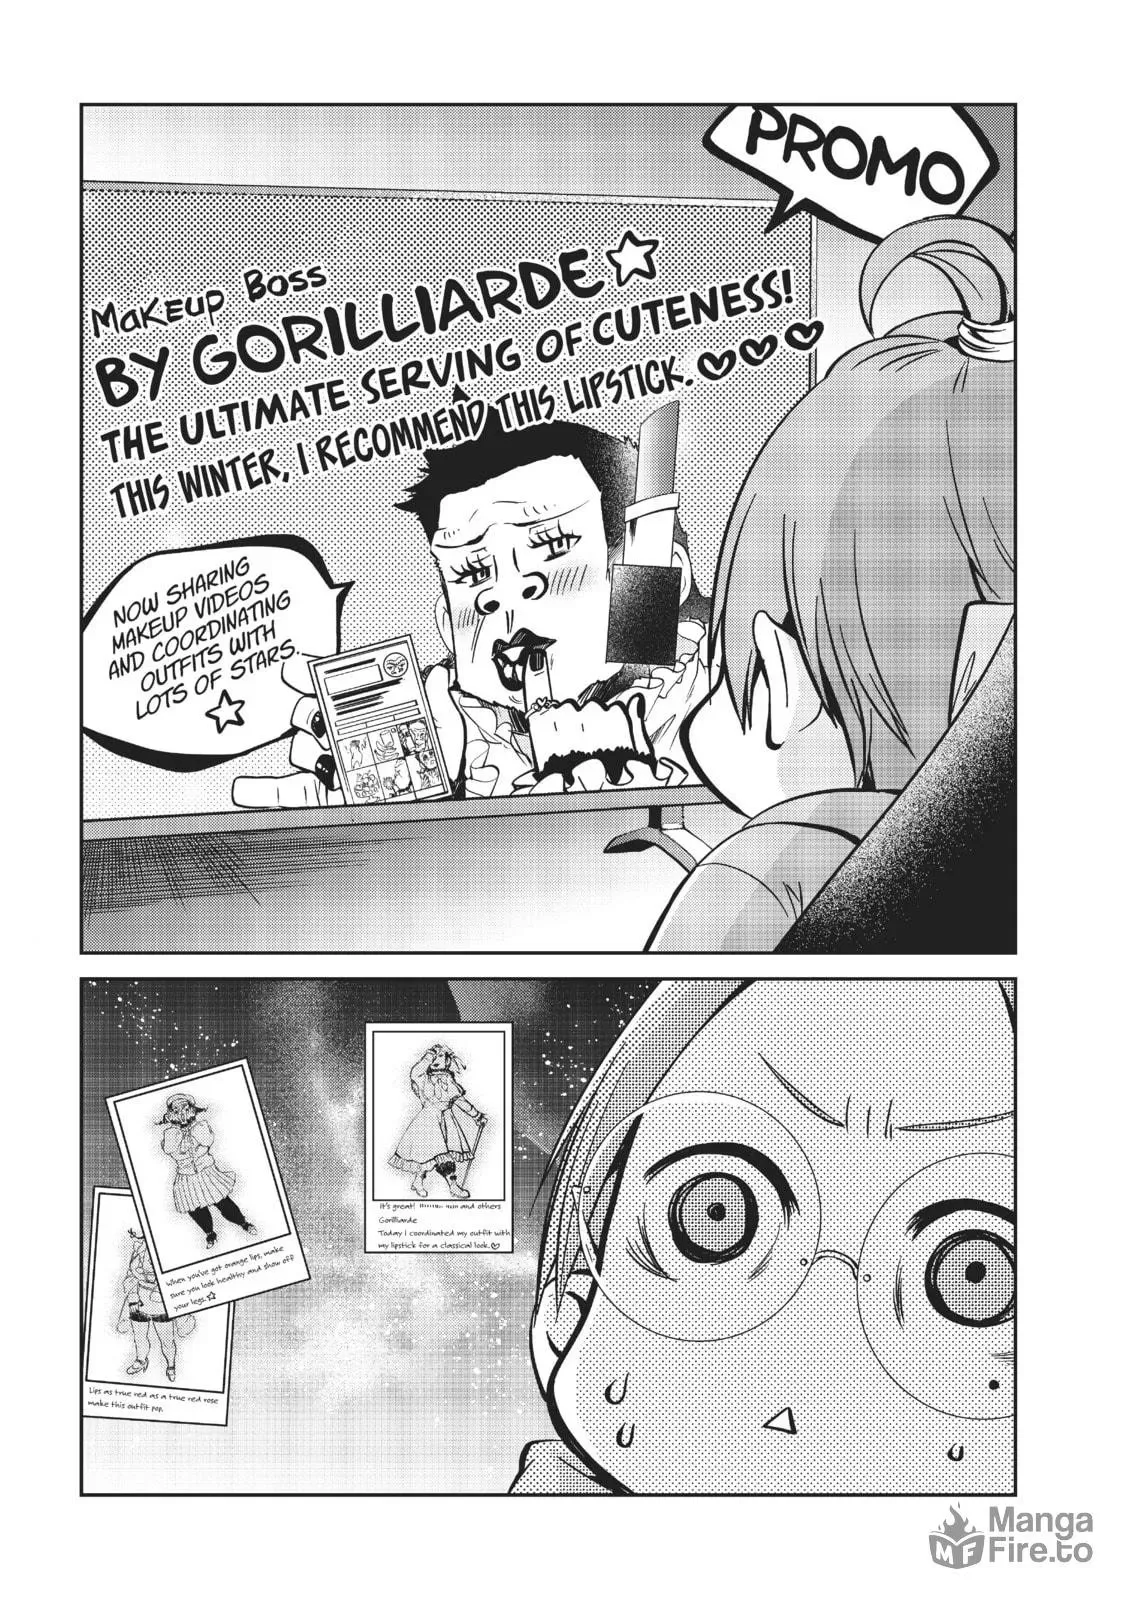 PROMO
MAKEUP BOSS
BY GORILLIARDE☆
THE ULTIMATE SERVING OF CUTENESS!
THIS WINTER, I RECOMMEND THIS LIPSTICK. ♡♡♡
NOW SHARING
MAKEUP VIDEOS
AND COORDINATING
OUTFITS WITH
LOTS OF STARS.
☆
It's great! and others
Gorilliarde
Today I coordinated my outfit with
my lipstick for a classical look.♡
When you've got orange lips, make
sure you look healthy and show off
your legs.☆
Lips as true red as a true red rose
make this outfit pop.
MF
Manga
Fire.to